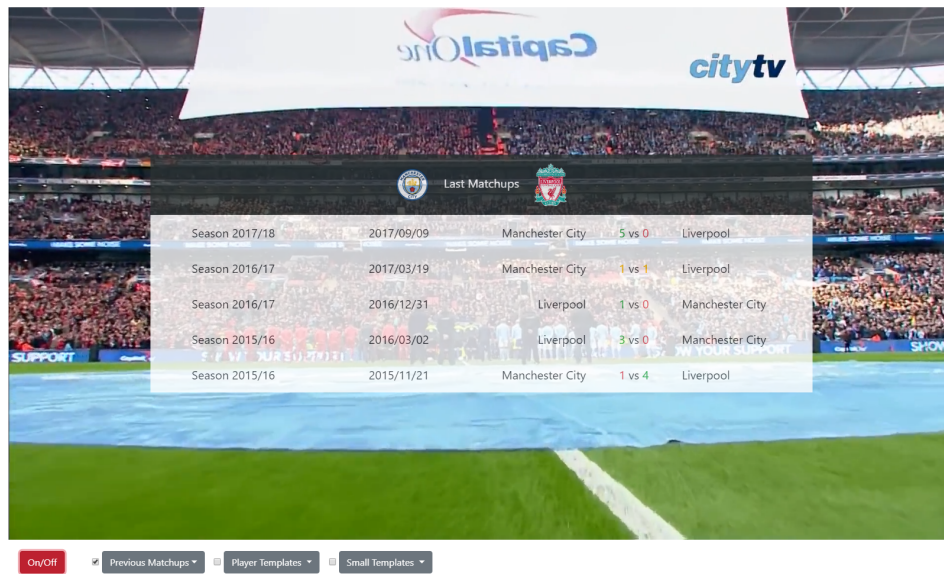 CapitalOne
citytv
Last Matchups
Season 2017/18 2017/09/09 Manchester City 5 vs 0 Liverpool
Season 2016/17 2017/03/19 Manchester City 1 vs 1 Liverpool
Season 2016/17 2016/12/31 Liverpool 1 vs 0 Manchester City
Season 2015/16 2016/03/02 Liverpool 3 vs 0 Manchester City
Season 2015/16 2015/11/21 Manchester City 1 vs 4 Liverpool
SUPPORT
YOUR SUPPORT
SHOW
On/Off Previous Matchups Player Templates Small Templates